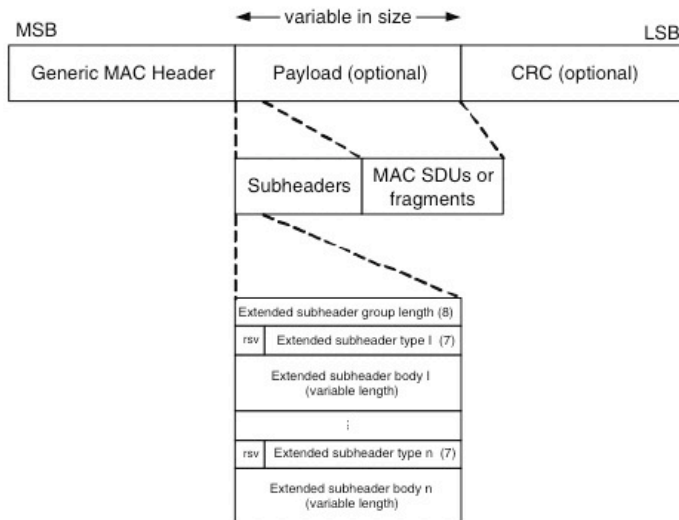 variable in size
MSB
LSB
Generic MAC Header
Payload (optional)
CRC (optional)
Subheaders
MAC SDUs or
fragments
Extended subheader group length (8)
rsv
Extended subheader type l (7)
Extended subheader body l
(variable length)
⋮
rsv
Extended subheader type n (7)
Extended subheader body n
(variable length)